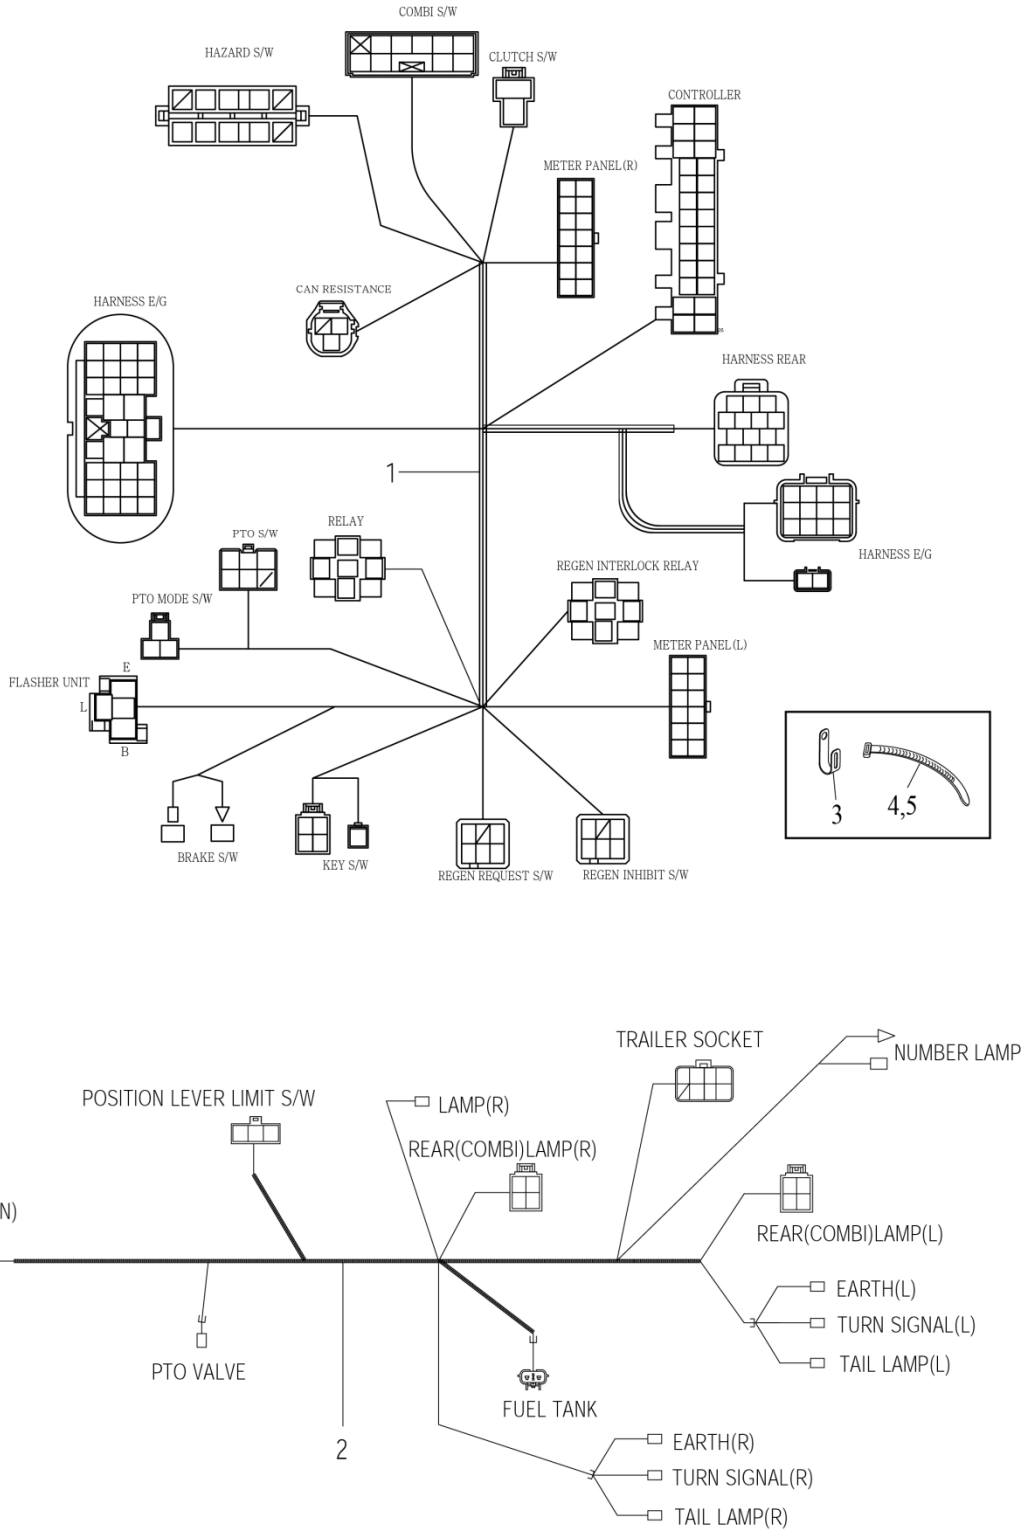 COMBI S/W
HAZARD S/W
CLUTCH S/W
CONTROLLER
METER PANEL(R)
CAN RESISTANCE
HARNESS E/G
HARNESS REAR
1
RELAY
PTO S/W
HARNESS E/G
REGEN INTERLOCK RELAY
PTO MODE S/W
METER PANEL(L)
E
FLASHER UNIT
L
B
3
4,5
BRAKE S/W
KEY S/W
REGEN REQUEST S/W
REGEN INHIBIT S/W
TRAILER SOCKET
NUMBER LAMP
POSITION LEVER LIMIT S/W
LAMP(R)
REAR(COMBI)LAMP(R)
N)
REAR(COMBI)LAMP(L)
EARTH(L)
TURN SIGNAL(L)
PTO VALVE
TAIL LAMP(L)
FUEL TANK
2
EARTH(R)
TURN SIGNAL(R)
TAIL LAMP(R)